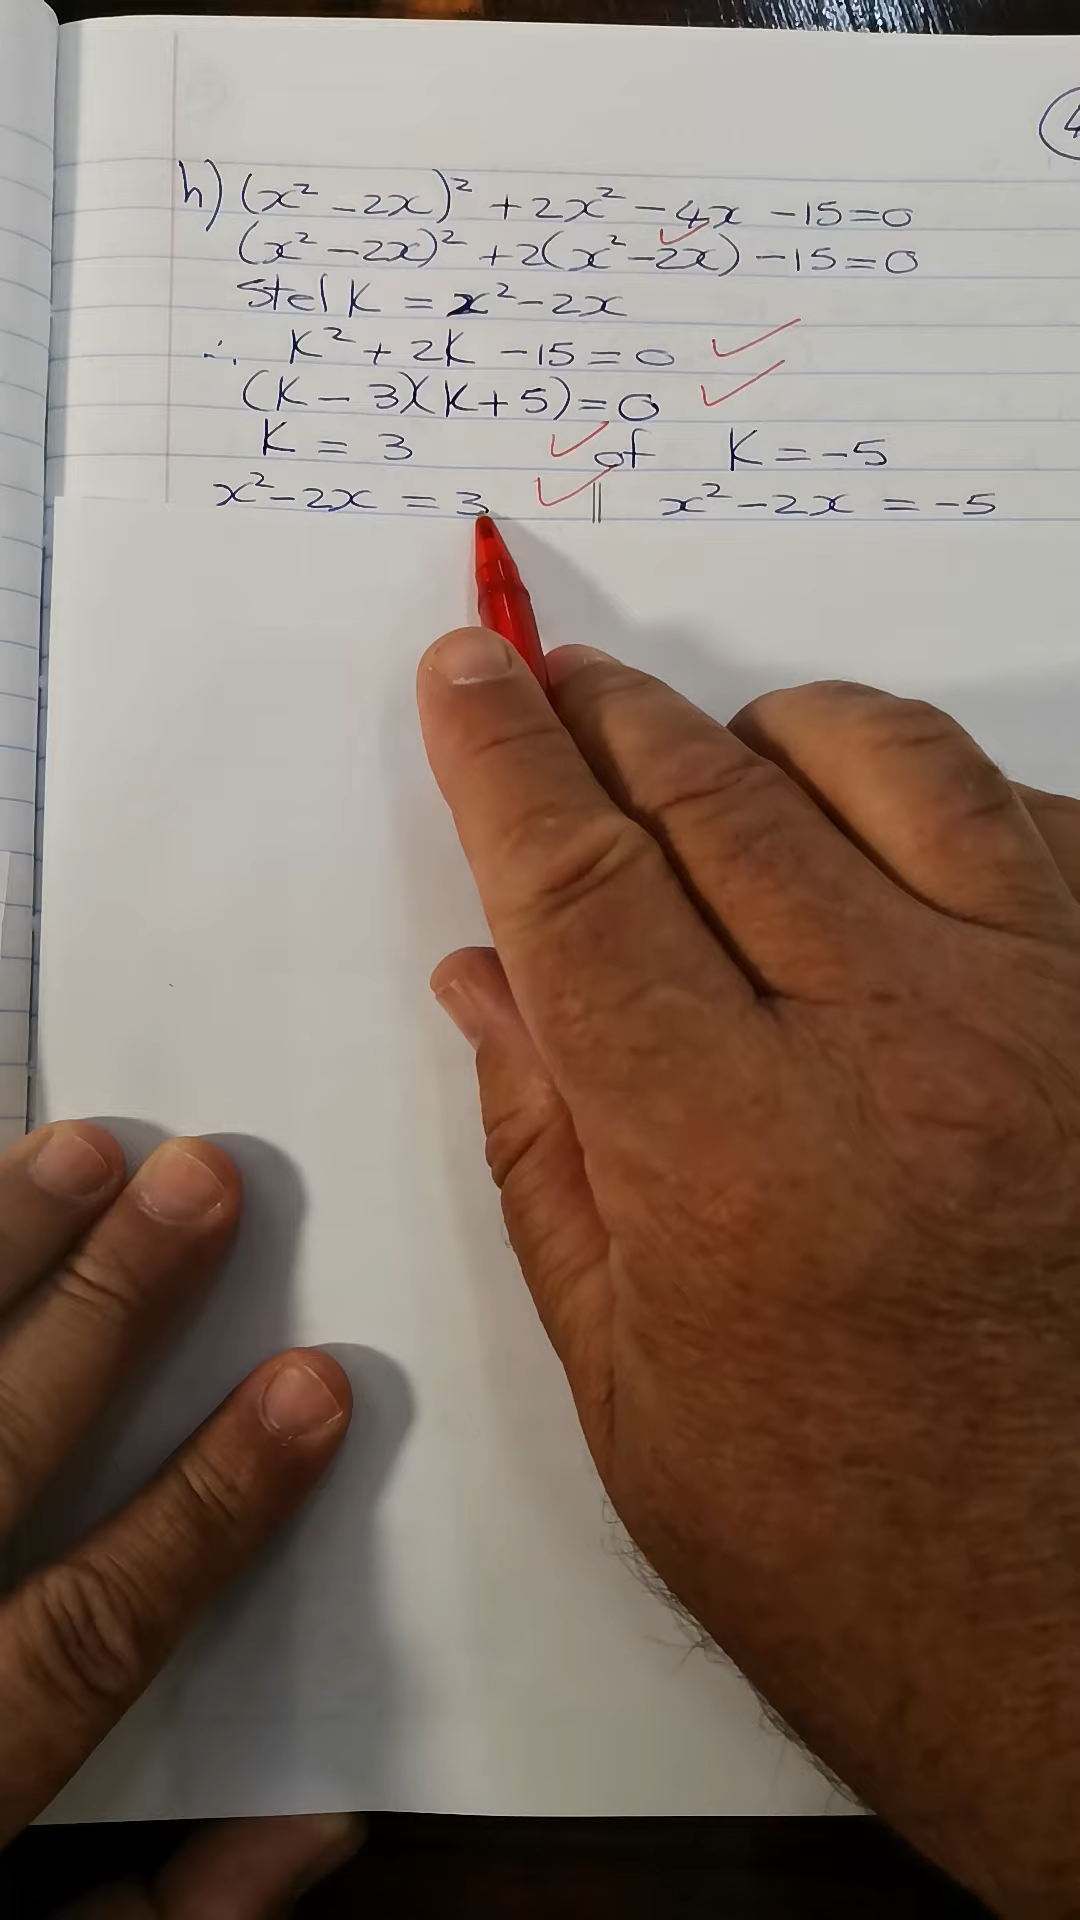 h) (x² - 2x)² + 2x² - 4x - 15 = 0
(x² - 2x)² + 2(x² - 2x) - 15 = 0
Stel K = x² - 2x
∴ K² + 2K - 15 = 0 ✓
(K - 3)(K + 5) = 0 ✓
K = 3 ✓ of K = -5
x² - 2x = 3 ✓ || x² - 2x = -5